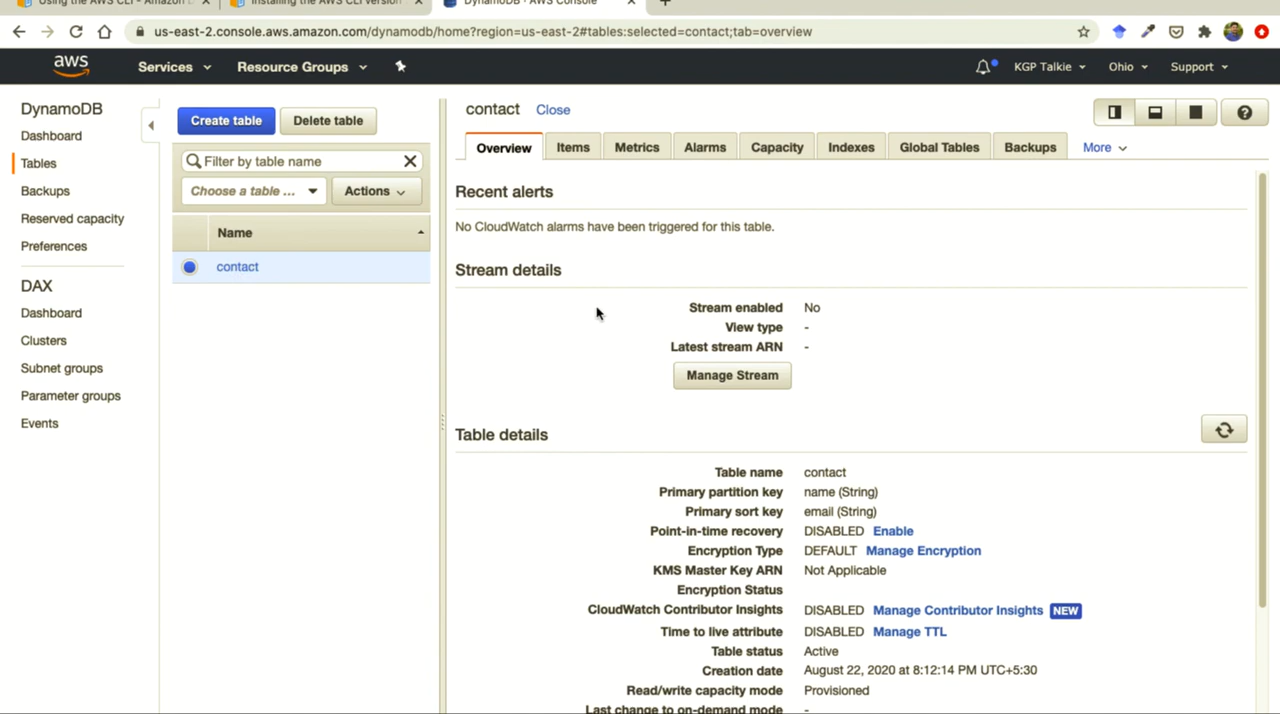 Using the AWS CLI - Amazon
Installing the AWS CLI version
DynamoDB · AWS Console
us-east-2.console.aws.amazon.com/dynamodb/home?region=us-east-2#tables:selected=contact;tab=overview
aws
Services
Resource Groups
KGP Talkie
Ohio
Support
DynamoDB
Dashboard
Tables
Backups
Reserved capacity
Preferences
DAX
Dashboard
Clusters
Subnet groups
Parameter groups
Events
Create table
Delete table
Filter by table name
Choose a table ...
Actions
Name
contact
contact Close
Overview Items Metrics Alarms Capacity Indexes Global Tables Backups More
Recent alerts
No CloudWatch alarms have been triggered for this table.
Stream details
Stream enabled No
View type -
Latest stream ARN -
Manage Stream
Table details
Table name contact
Primary partition key name (String)
Primary sort key email (String)
Point-in-time recovery DISABLED Enable
Encryption Type DEFAULT Manage Encryption
KMS Master Key ARN Not Applicable
Encryption Status
CloudWatch Contributor Insights DISABLED Manage Contributor Insights NEW
Time to live attribute DISABLED Manage TTL
Table status Active
Creation date August 22, 2020 at 8:12:14 PM UTC+5:30
Read/write capacity mode Provisioned
Last change to on-demand mode -